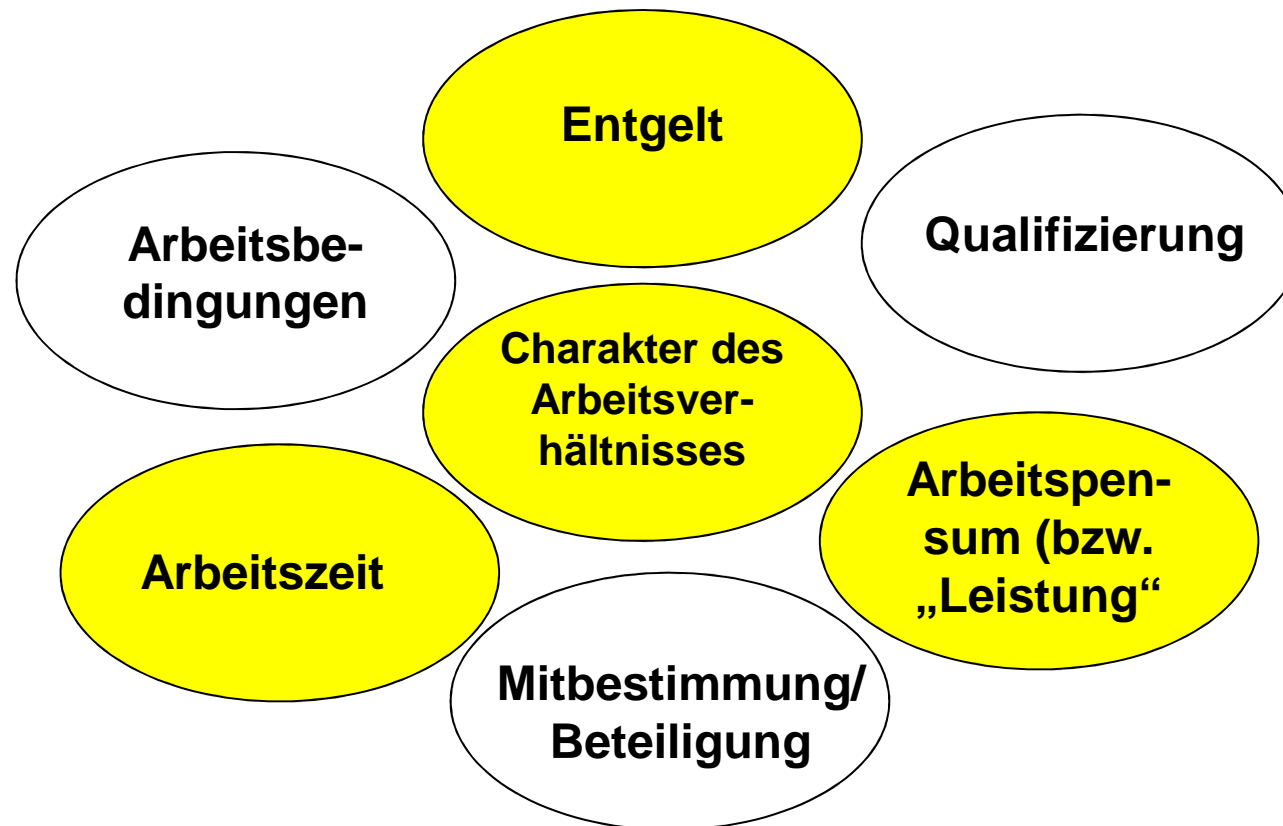 Entgelt
Arbeitsbe-
dingungen
Qualifizierung
Charakter des
Arbeitsver-
hältnisses
Arbeitszeit
Arbeitspen-
sum (bzw.
„Leistung“
Mitbestimmung/
Beteiligung